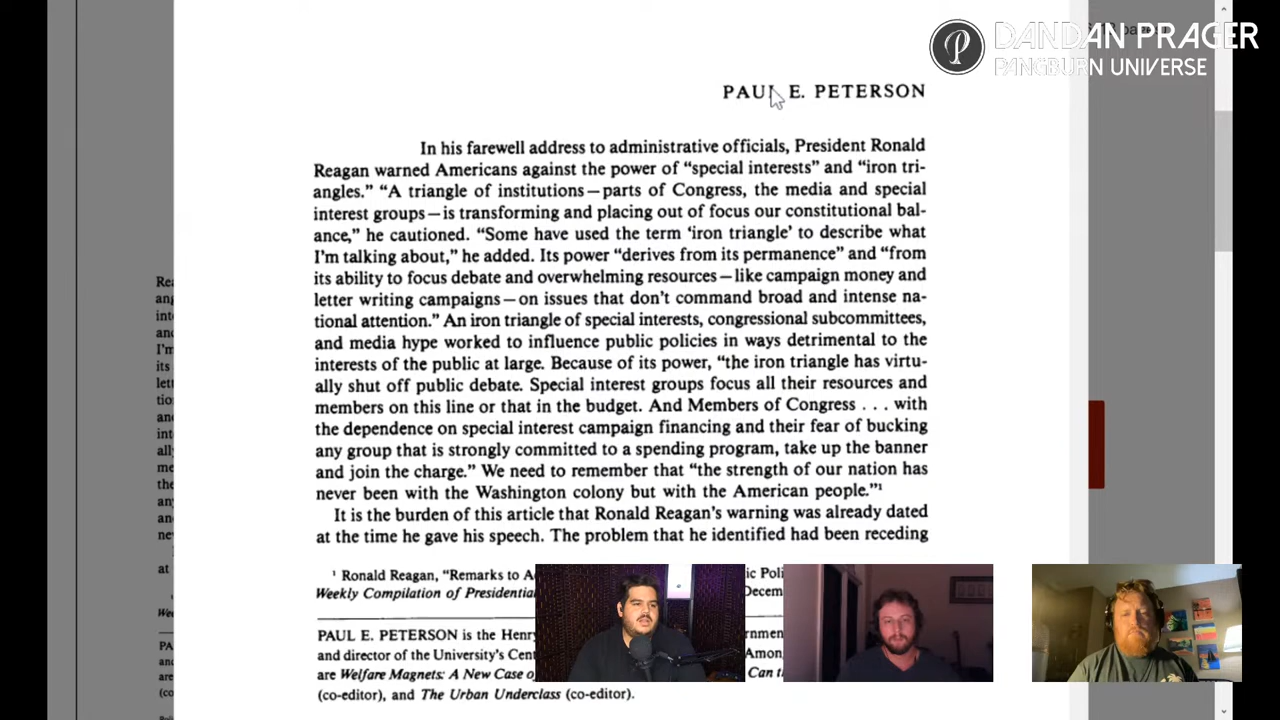 DANDAN PRAGER
PANGBURN UNIVERSE
PAUL E. PETERSON
In his farewell address to administrative officials, President Ronald
Reagan warned Americans against the power of “special interests” and “iron tri-
angles.” “A triangle of institutions—parts of Congress, the media and special
interest groups—is transforming and placing out of focus our constitutional bal-
ance,” he cautioned. “Some have used the term ‘iron triangle’ to describe what
I’m talking about,” he added. Its power “derives from its permanence” and “from
its ability to focus debate and overwhelming resources—like campaign money and
letter writing campaigns—on issues that don’t command broad and intense na-
tional attention.” An iron triangle of special interests, congressional subcommittees,
and media hype worked to influence public policies in ways detrimental to the
interests of the public at large. Because of its power, “the iron triangle has virtu-
ally shut off public debate. Special interest groups focus all their resources and
members on this line or that in the budget. And Members of Congress . . . with
the dependence on special interest campaign financing and their fear of bucking
any group that is strongly committed to a spending program, take up the banner
and join the charge.” We need to remember that “the strength of our nation has
never been with the Washington colony but with the American people.”¹
It is the burden of this article that Ronald Reagan’s warning was already dated
at the time he gave his speech. The problem that he identified had been receding
¹ Ronald Reagan, “Remarks to
Weekly Compilation of
PAUL E. PETERSON is the
and director of the University’s
are Welfare Magnets: A New Case
(co-editor), and The Urban Underclass (co-editor).